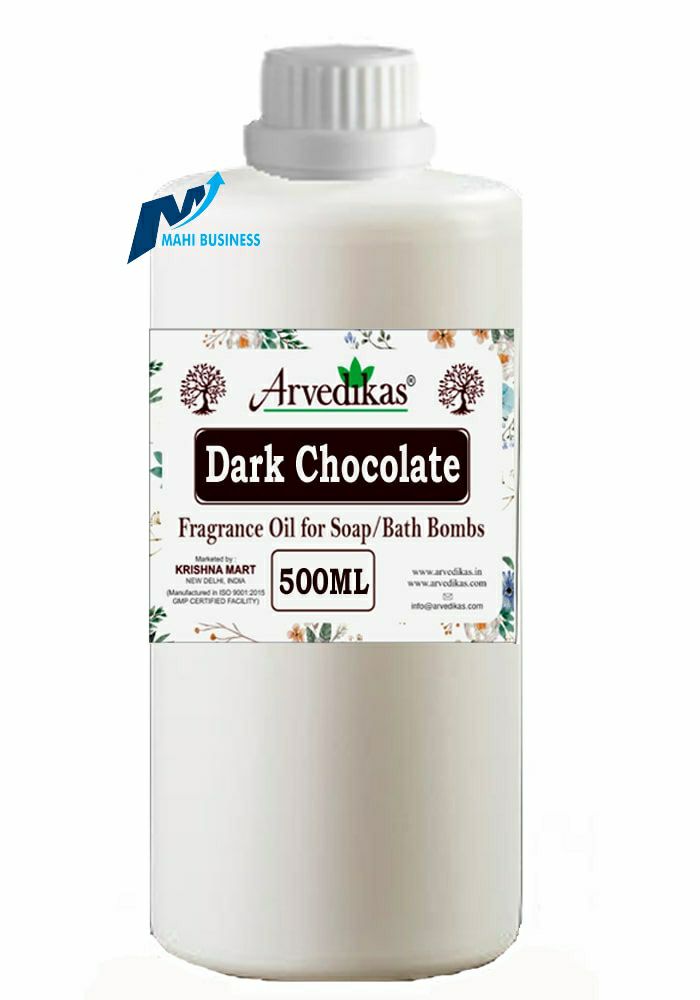 MAHI BUSINESS
Arvedikas®
Dark Chocolate
Fragrance Oil for Soap/Bath Bombs
Marketed by :
KRISHNA MART
NEW DELHI, INDIA
(Manufactured in ISO 9001:2015
GMP CERTIFIED FACILITY)
500ML
www.arvedikas.in
www.arvedikas.com
info@arvedikas.com